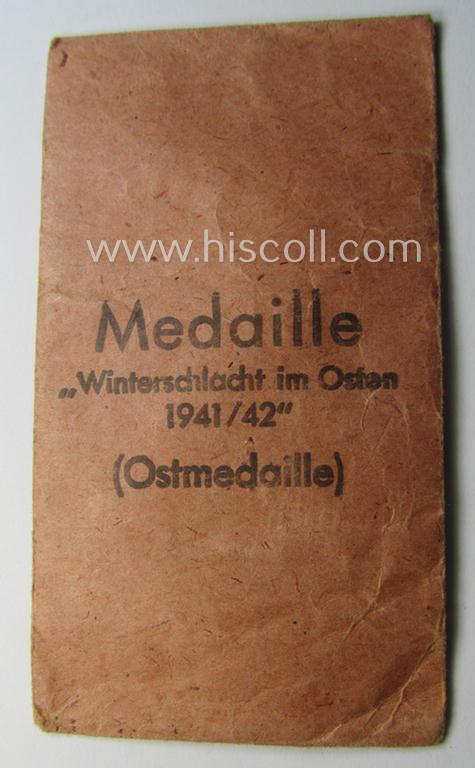 www.hiscoll.com
Medaille
„Winterschlacht im Osten
1941/42“
(Ostmedaille)